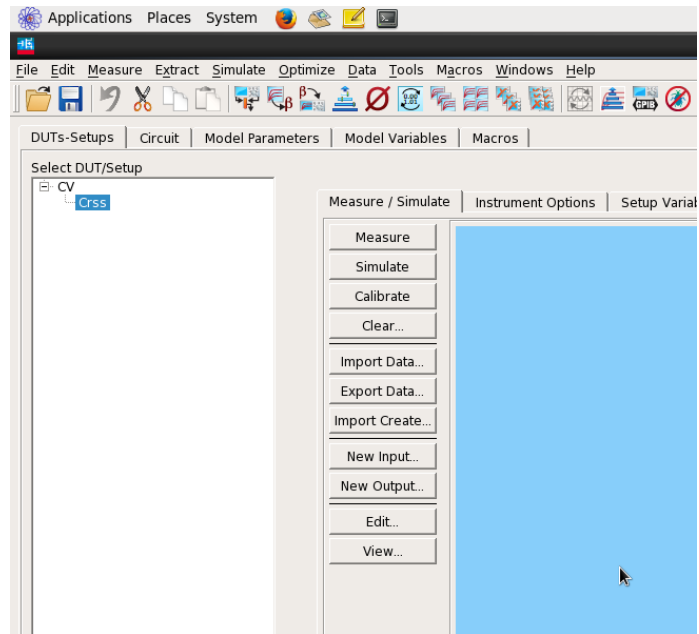 Applications Places System
File Edit Measure Extract Simulate Optimize Data Tools Macros Windows Help
GPIB
DUTs-Setups Circuit Model Parameters Model Variables Macros
Select DUT/Setup
CV
Crss
Measure / Simulate Instrument Options Setup Variab
Measure
Simulate
Calibrate
Clear...
Import Data...
Export Data...
Import Create...
New Input...
New Output...
Edit...
View...